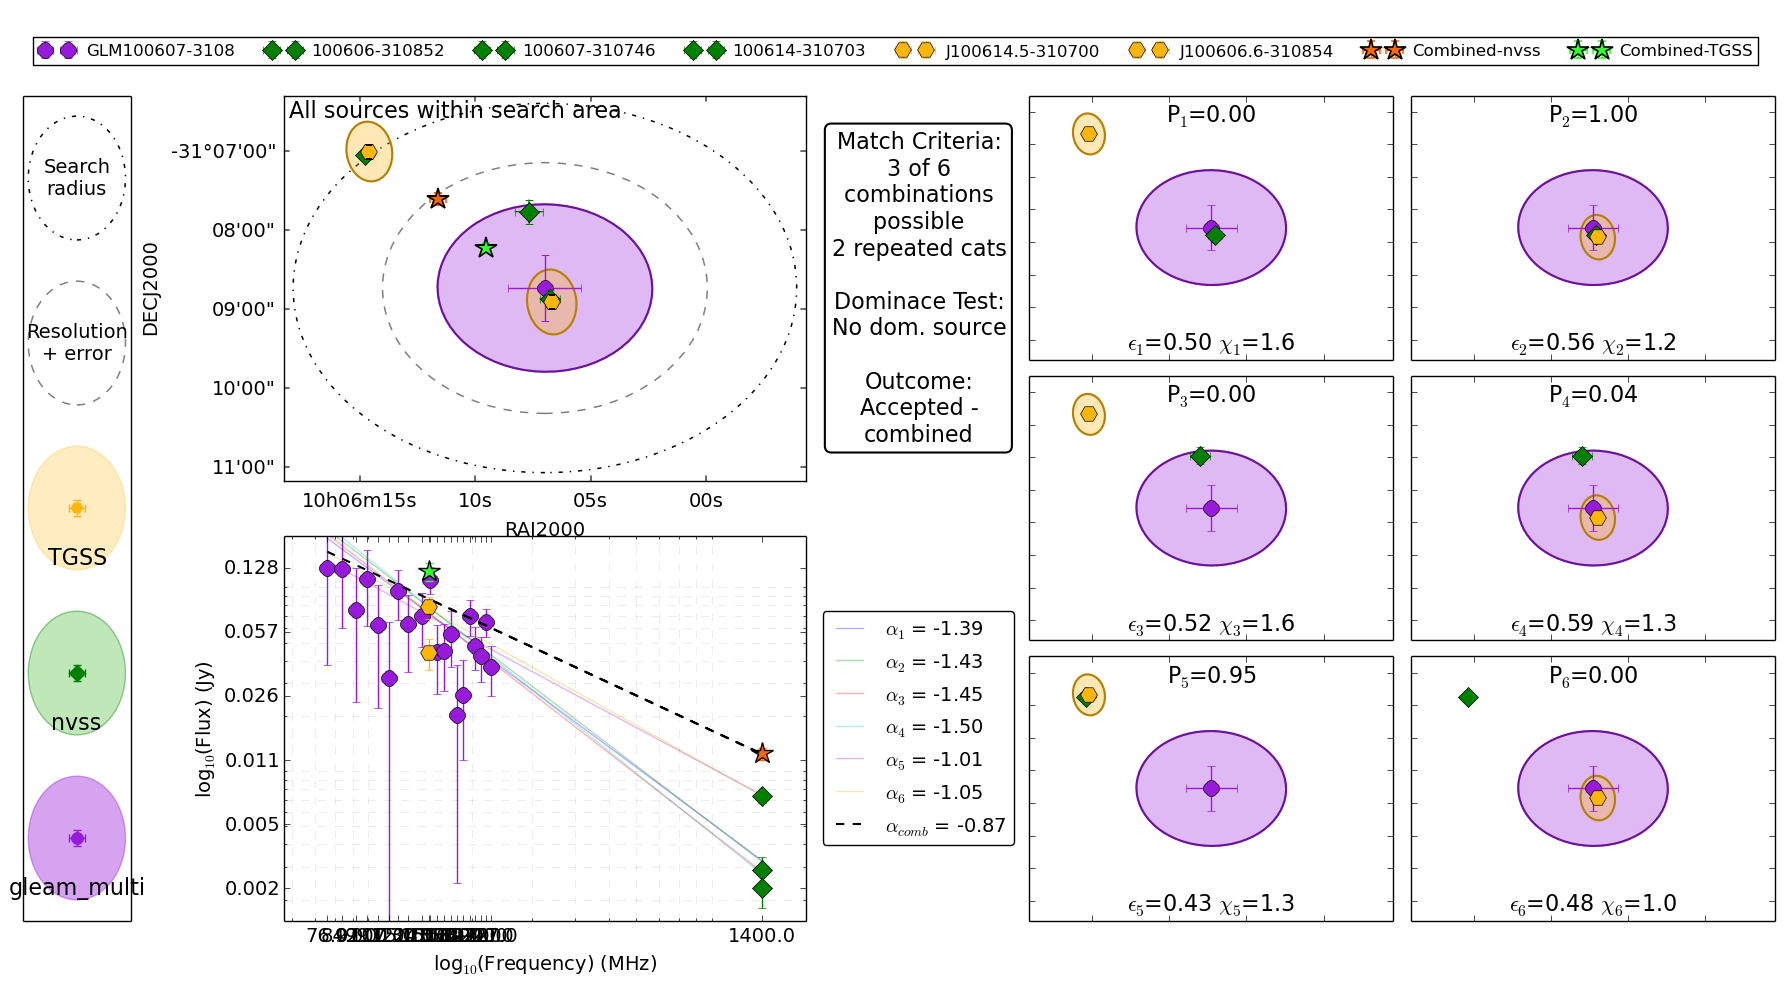 GLM100607-3108 100606-310852 100607-310746 100614-310703 J100614.5-310700 J100606.6-310854 Combined-nvss Combined-TGSS
Search
radius
Resolution
+ error
TGSS
nvss
gleam_multi
All sources within search area
DECJ2000
-31°07'00"
08'00"
09'00"
10'00"
11'00"
10h06m15s 10s 05s 00s
RAJ2000
log10(Flux) (Jy)
0.128
0.057
0.026
0.011
0.005
0.002
1400.0
log10(Frequency) (MHz)
Match Criteria:
3 of 6
combinations
possible
2 repeated cats
Dominace Test:
No dom. source
Outcome:
Accepted -
combined
α1 = -1.39
α2 = -1.43
α3 = -1.45
α4 = -1.50
α5 = -1.01
α6 = -1.05
αcomb = -0.87
P1=0.00
ϵ1=0.50 χ1=1.6
P2=1.00
ϵ2=0.56 χ2=1.2
P3=0.00
ϵ3=0.52 χ3=1.6
P4=0.04
ϵ4=0.59 χ4=1.3
P5=0.95
ϵ5=0.43 χ5=1.3
P6=0.00
ϵ6=0.48 χ6=1.0